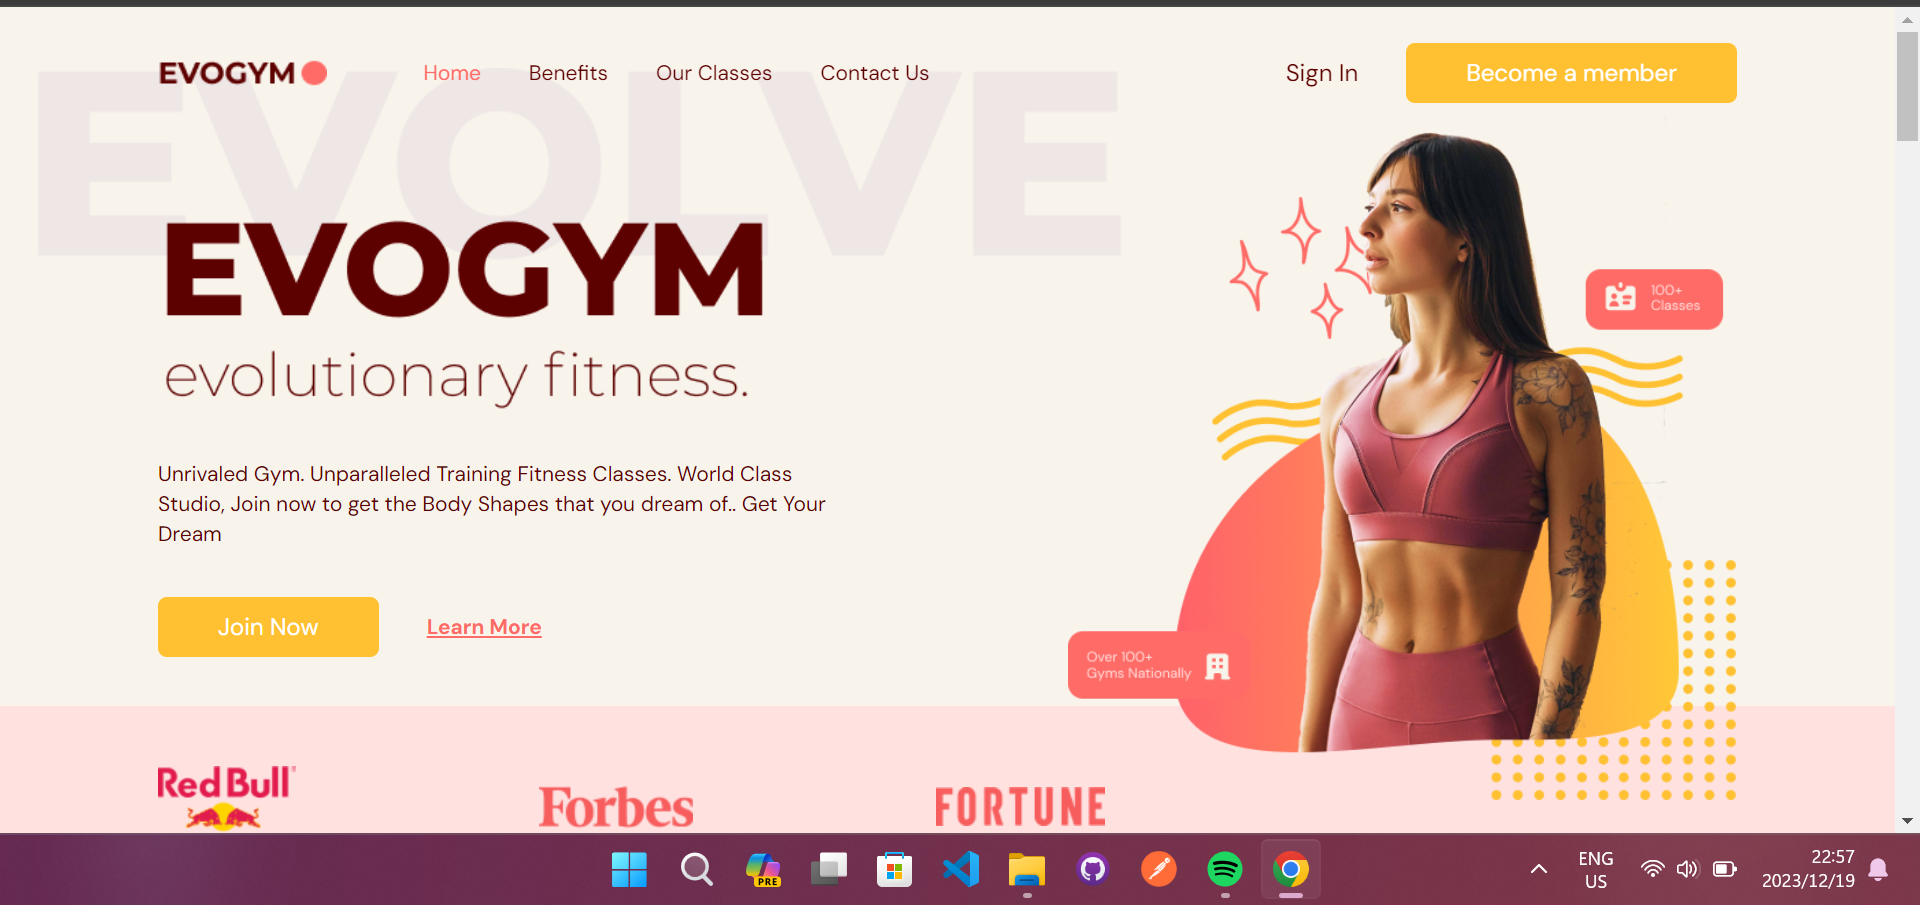 EVOLVE
EVOGYM
Home
Benefits
Our Classes
Contact Us
Sign In
Become a member
EVOGYM
evolutionary fitness.
100+
Classes
Unrivaled Gym. Unparalleled Training Fitness Classes. World Class
Studio, Join now to get the Body Shapes that you dream of.. Get Your
Dream
Join Now
Learn More
Over 100+
Gyms Nationally
Red Bull
Forbes
FORTUNE
PRE
ENG
US
22:57
2023/12/19